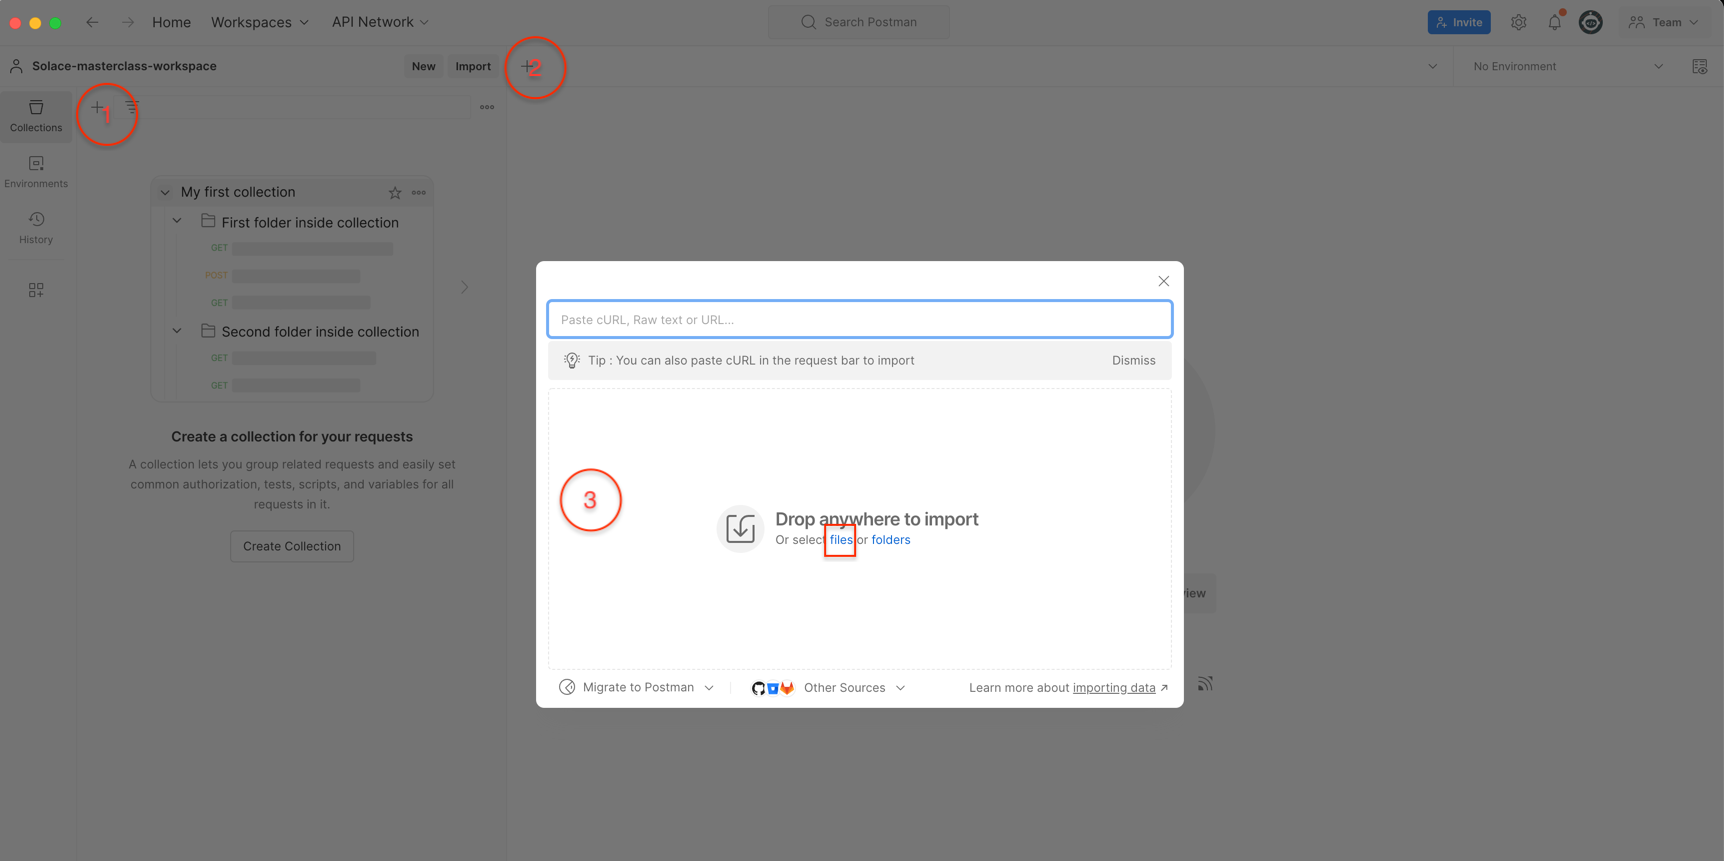 Home Workspaces API Network Search Postman Invite Team
Solace-masterclass-workspace New Import 2 No Environment
Collections
1
Environments
History
My first collection
First folder inside collection
GET
POST
GET
Second folder inside collection
GET
GET
Create a collection for your requests
A collection lets you group related requests and easily set
common authorization, tests, scripts, and variables for all
requests in it.
Create Collection
Paste cURL, Raw text or URL...
Tip : You can also paste cURL in the request bar to import Dismiss
3
Drop anywhere to import
Or select files or folders
Migrate to Postman Other Sources Learn more about importing data